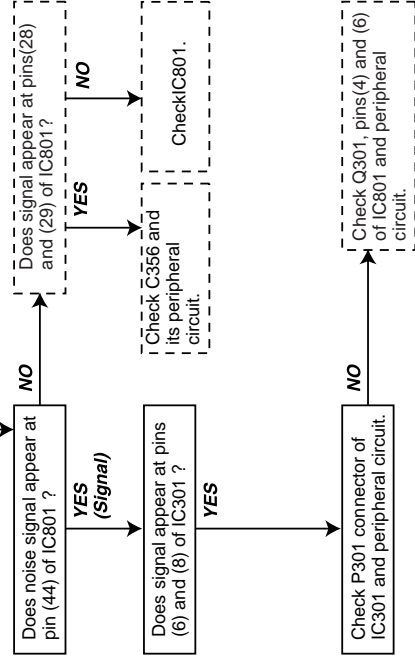 Does noise signal appear at
pin (44) of IC801 ?
NO
Does signal appear at pins(28)
and (29) of IC801?
YES
(Signal)
YES
NO
Does signal appear at pins
(6) and (8) of IC301 ?
Check C356 and
its peripheral
circuit.
CheckIC801.
YES
Check P301 connector of
IC301 and peripheral circuit.
NO
Check Q301, pins(4) and (6)
of IC801 and peripheral
circuit.